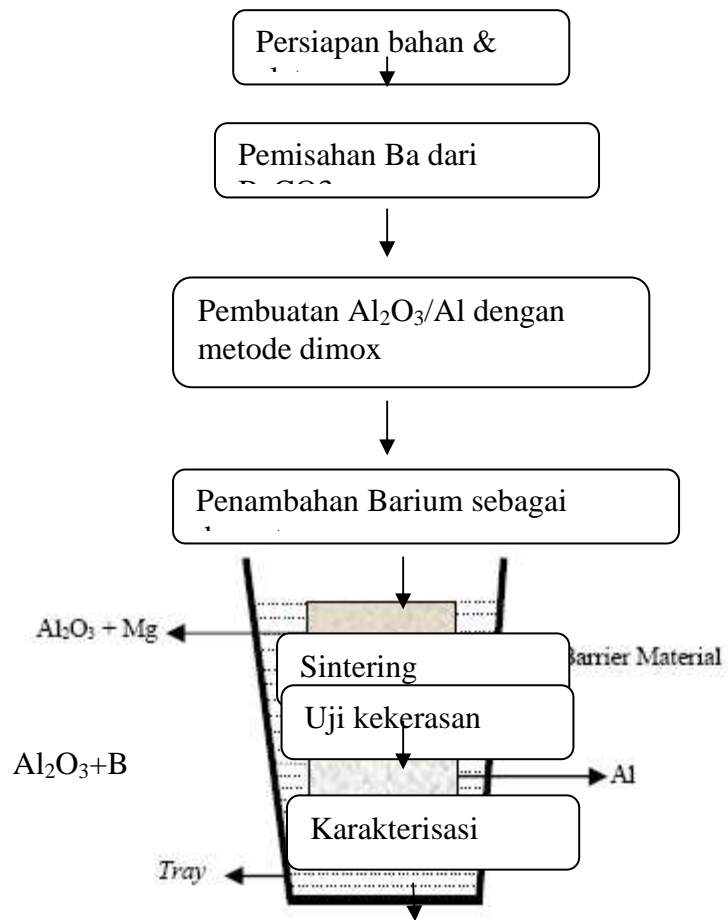 Persiapan bahan &
Pemisahan Ba dari
Pembuatan Al₂O₃/Al dengan
metode dimox
Penambahan Barium sebagai
Al₂O₃ + Mg
Sintering
Barrier Material
Uji kekerasan
Al₂O₃+B
Al
Karakterisasi
Tray